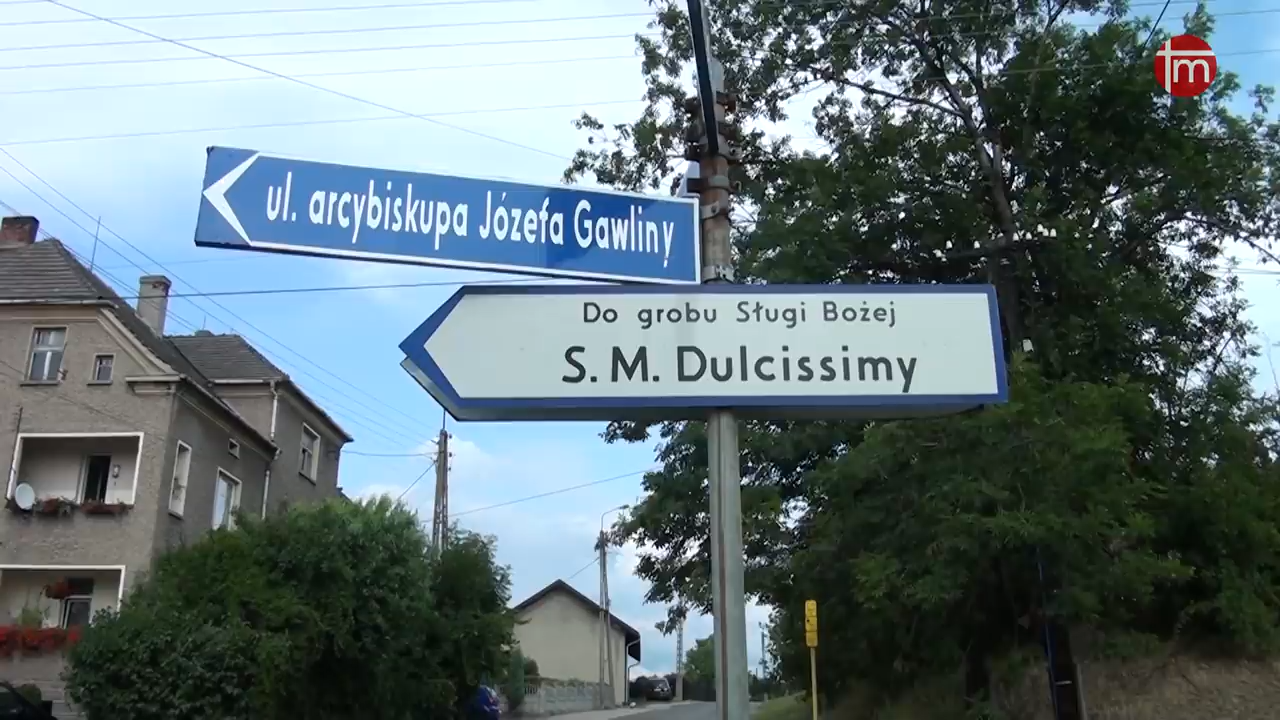 tm
ul. arcybiskupa Józefa Gawliny
Do grobu Sługi Bożej
S. M. Dulcissimy